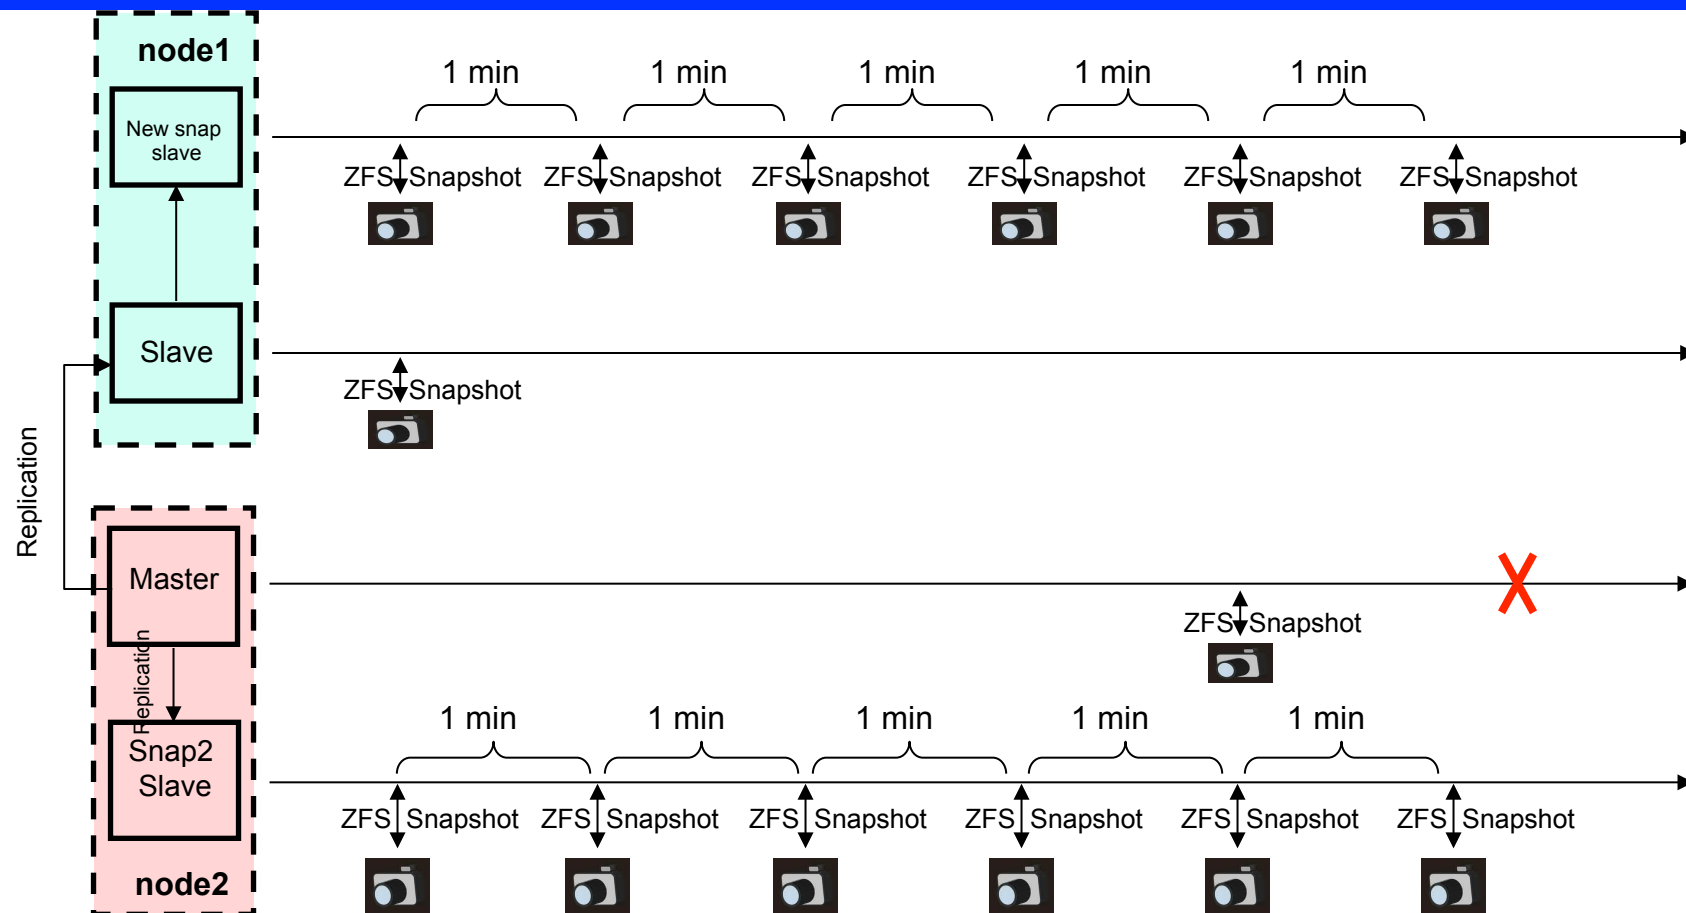 node1
1 min
1 min
1 min
1 min
1 min
New snap
slave
ZFS Snapshot
ZFS Snapshot
ZFS Snapshot
ZFS Snapshot
ZFS Snapshot
ZFS Snapshot
Slave
ZFS Snapshot
Replication
Master
ZFS Snapshot
Replication
1 min
1 min
1 min
1 min
1 min
Snap2
Slave
ZFS Snapshot
ZFS Snapshot
ZFS Snapshot
ZFS Snapshot
ZFS Snapshot
ZFS Snapshot
node2